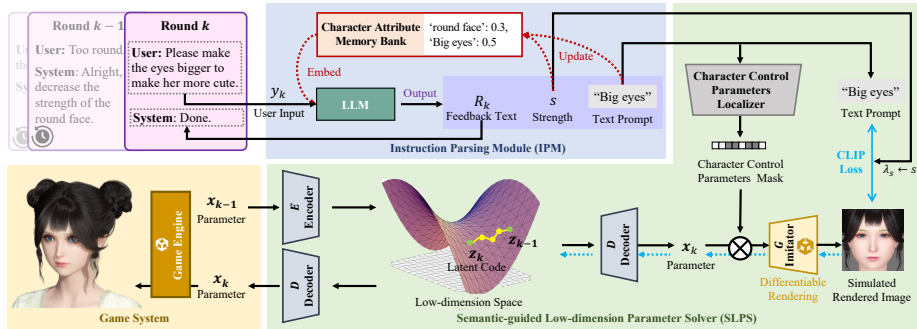 Round k − 1
User: Too round
System: Alright,
decrease the
strength of the
round face.
Round k
User: Please make
the eyes bigger to
make her more cute.
System: Done.
y_k
User Input
Character Attribute
Memory Bank
'round face': 0.3,
'Big eyes': 0.5
Embed
Update
LLM
Output
R_k
Feedback Text
s
Strength
"Big eyes"
Text Prompt
Instruction Parsing Module (IPM)
Character Control
Parameters
Localizer
Character Control
Parameters Mask
"Big eyes"
Text Prompt
CLIP
Loss
λ_s ← s
Game Engine
x_{k−1}
Parameter
x_k
Parameter
Game System
E
Encoder
D
Decoder
z_k
z_{k−1}
Latent Code
Low-dimension Space
D
Decoder
x_k
Parameter
G
Imitator
Differentiable
Rendering
Simulated
Rendered Image
Semantic-guided Low-dimension Parameter Solver (SLPS)